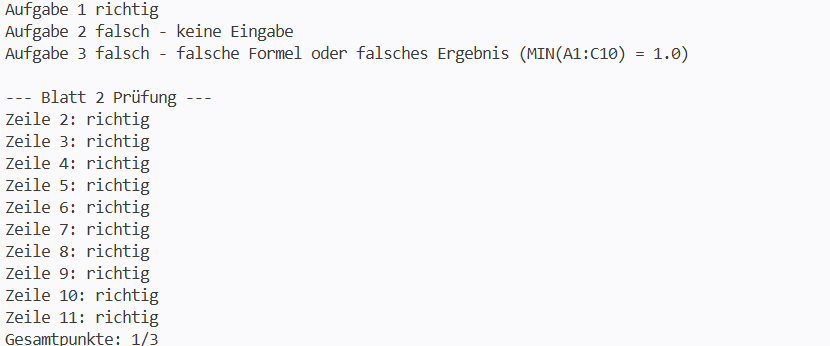 Aufgabe 1 richtig
Aufgabe 2 falsch - keine Eingabe
Aufgabe 3 falsch - falsche Formel oder falsches Ergebnis (MIN(A1:C10) = 1.0)
--- Blatt 2 Prüfung ---
Zeile 2: richtig
Zeile 3: richtig
Zeile 4: richtig
Zeile 5: richtig
Zeile 6: richtig
Zeile 7: richtig
Zeile 8: richtig
Zeile 9: richtig
Zeile 10: richtig
Zeile 11: richtig
Gesamtpunkte: 1/3